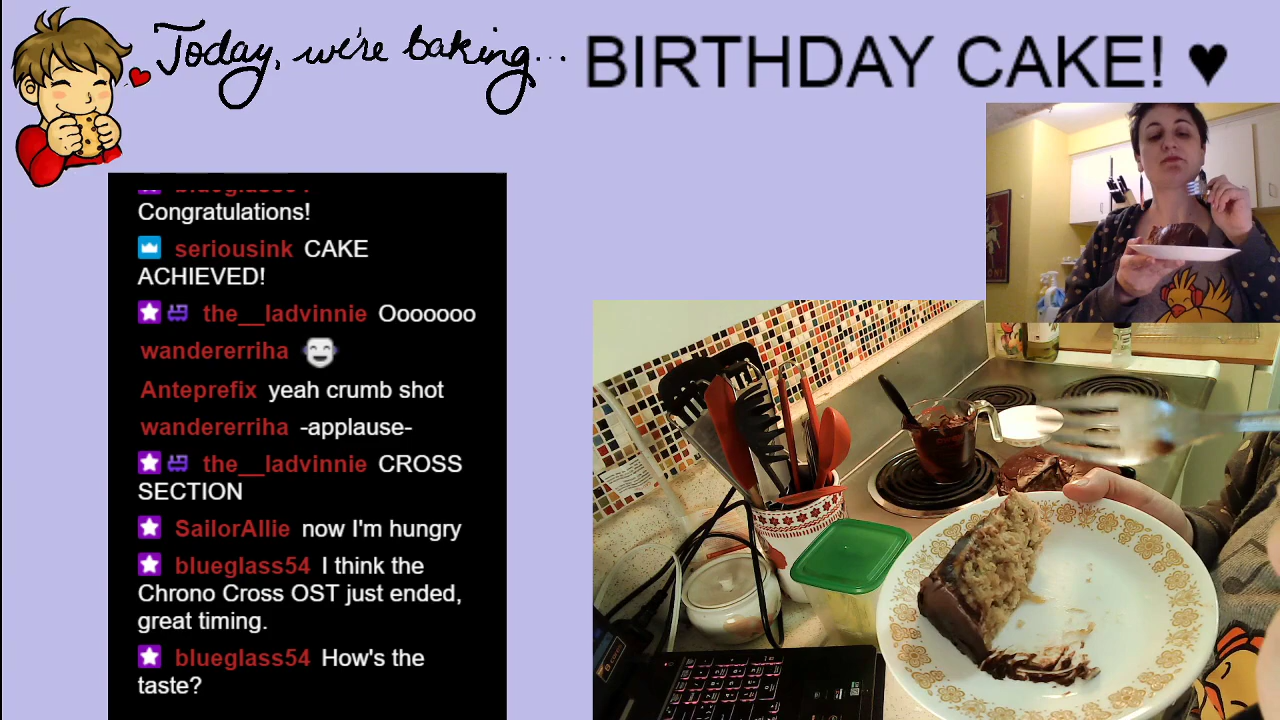 Today, we're baking... BIRTHDAY CAKE! ♥
Congratulations!
seriousink CAKE
ACHIEVED!
the__ladvinnie Ooooooo
wandererriha
Anteprefix yeah crumb shot
wandererriha -applause-
the__ladvinnie CROSS
SECTION
SailorAllie now I'm hungry
blueglass54 I think the
Chrono Cross OST just ended,
great timing.
blueglass54 How's the
taste?